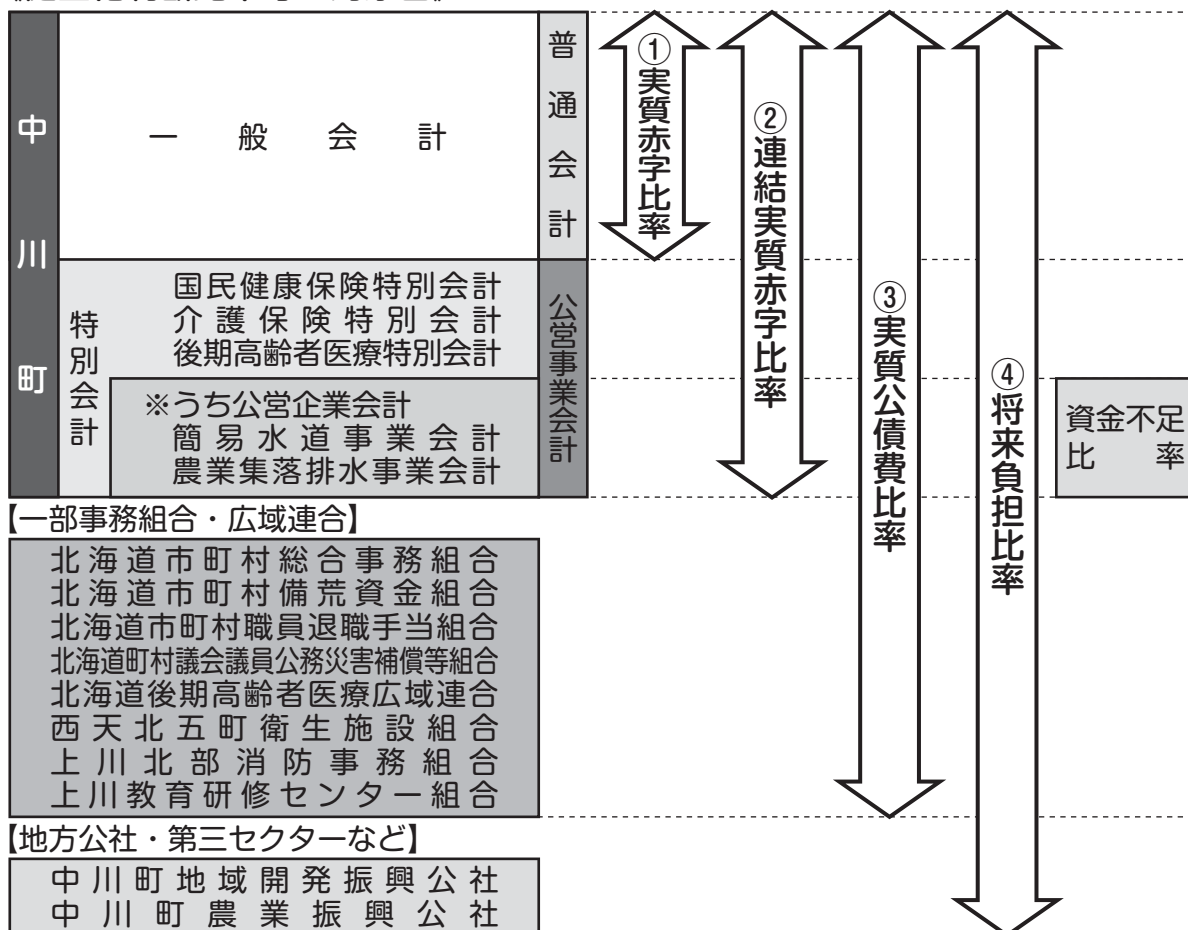 中川町
一般会計
普通会計
特別会計
国民健康保険特別会計
介護保険特別会計
後期高齢者医療特別会計
※うち公営企業会計
簡易水道事業会計
農業集落排水事業会計
公営事業会計
①実質赤字比率
②連結実質赤字比率
③実質公債費比率
④将来負担比率
資金不足
比率
【一部事務組合・広域連合】
北海道市町村総合事務組合
北海道市町村備荒資金組合
北海道市町村職員退職手当組合
北海道町村議会議員公務災害補償等組合
北海道後期高齢者医療広域連合
西天北五町衛生施設組合
上川北部消防事務組合
上川教育研修センター組合
【地方公社・第三セクターなど】
中川町地域開発振興公社
中川町農業振興公社